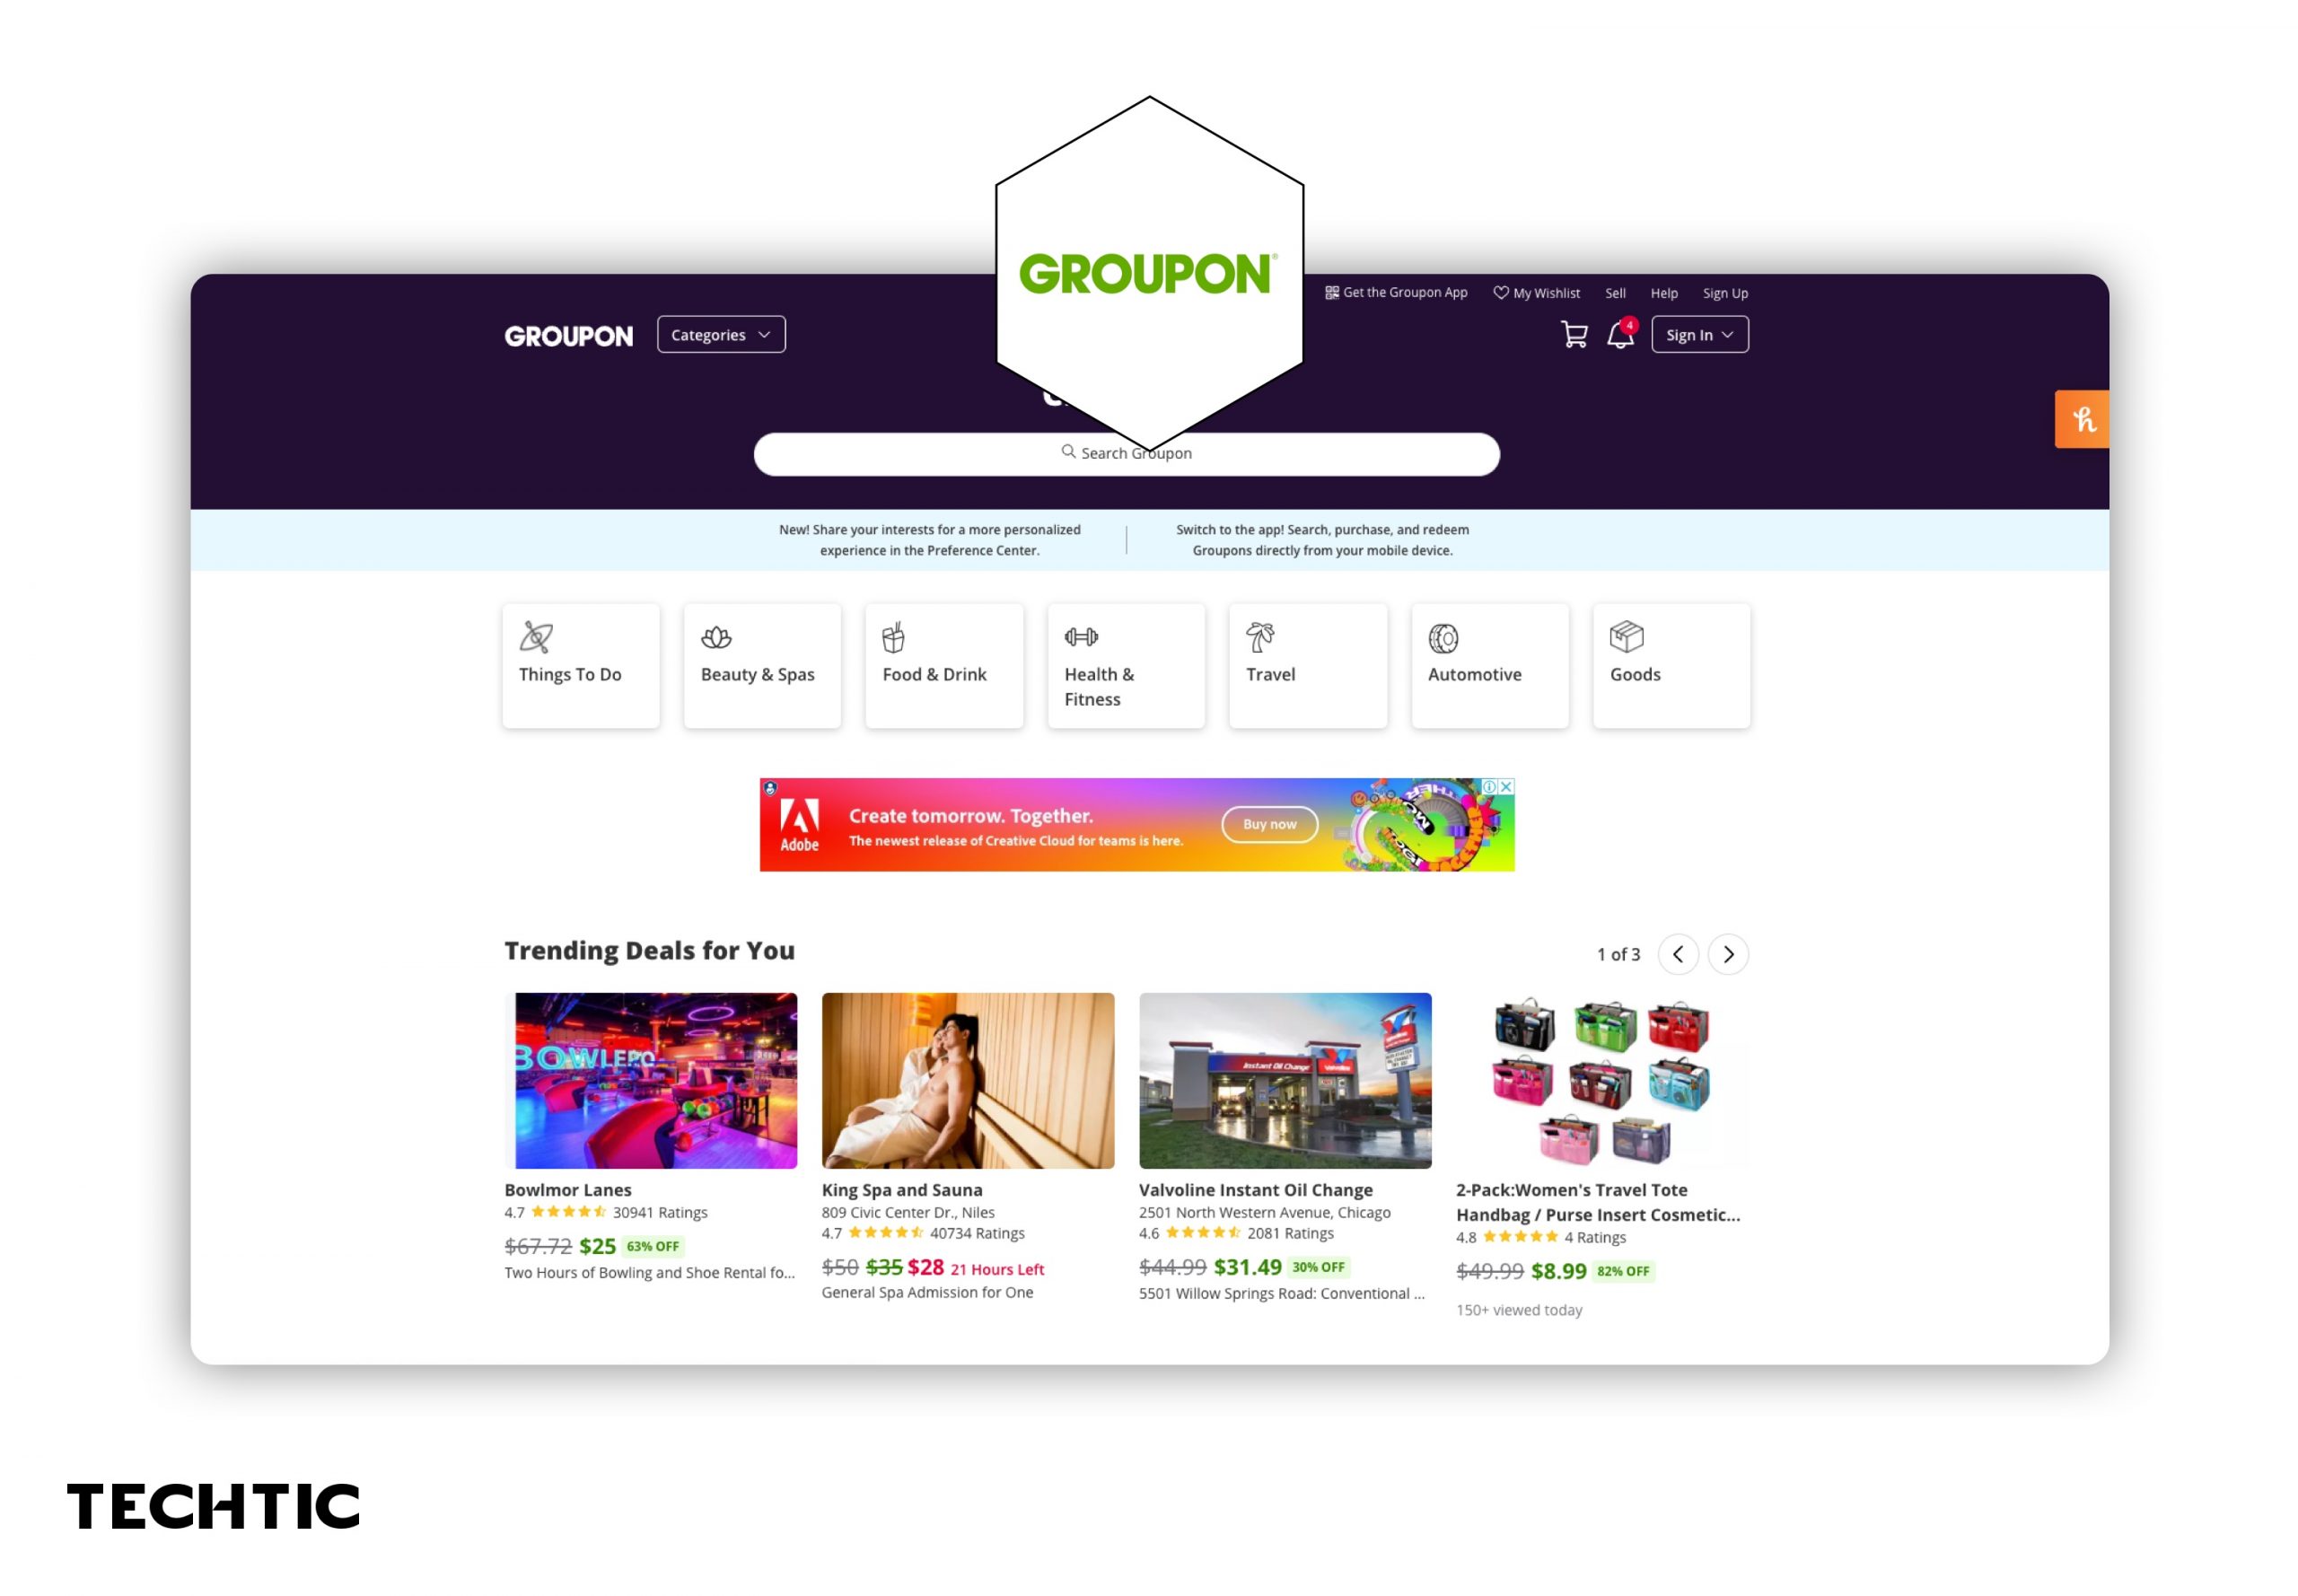 GROUPON
Get the Groupon App
My Wishlist
Sell
Help
Sign Up
GROUPON
Categories
4
Sign In
Search Groupon
New! Share your interests for a more personalized
experience in the Preference Center.
Switch to the app! Search, purchase, and redeem
Groupons directly from your mobile device.
Things To Do
Beauty & Spas
Food & Drink
Health &
Fitness
Travel
Automotive
Goods
Adobe
Create tomorrow. Together.
The newest release of Creative Cloud for teams is here.
Buy now
Trending Deals for You
1 of 3
BOWLERO
Instant Oil Change
Valvoline
Bowlmor Lanes
4.7 30941 Ratings
$67.72 $25 63% OFF
Two Hours of Bowling and Shoe Rental fo...
King Spa and Sauna
809 Civic Center Dr., Niles
4.7 40734 Ratings
$50 $35 $28 21 Hours Left
General Spa Admission for One
Valvoline Instant Oil Change
2501 North Western Avenue, Chicago
4.6 2081 Ratings
$44.99 $31.49 30% OFF
5501 Willow Springs Road: Conventional ...
2-Pack:Women's Travel Tote
Handbag / Purse Insert Cosmetic...
4.8 4 Ratings
$49.99 $8.99 82% OFF
150+ viewed today
TECHTIC